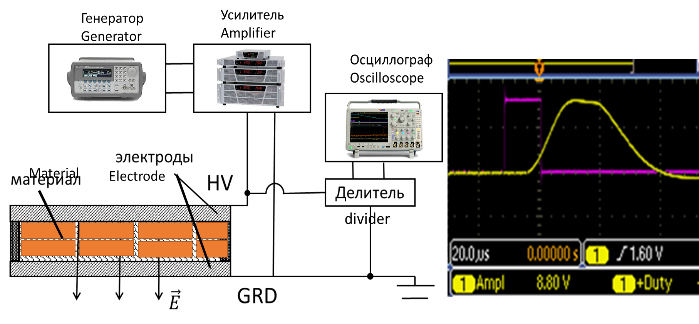 Генератор
Generator
Усилитель
Amplifier
Осциллограф
Oscilloscope
Material
материал
электроды
Electrode
HV
Делитель
divider
E
GRD
20.0µs
0.00000 s
1
1.60 V
1 Ampl
8.80 V
1 +Duty